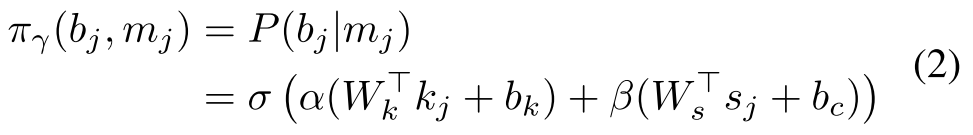 π_γ(b_j, m_j) = P(b_j|m_j)
= σ (α(W_k^⊤ k_j + b_k) + β(W_s^⊤ s_j + b_c)) (2)